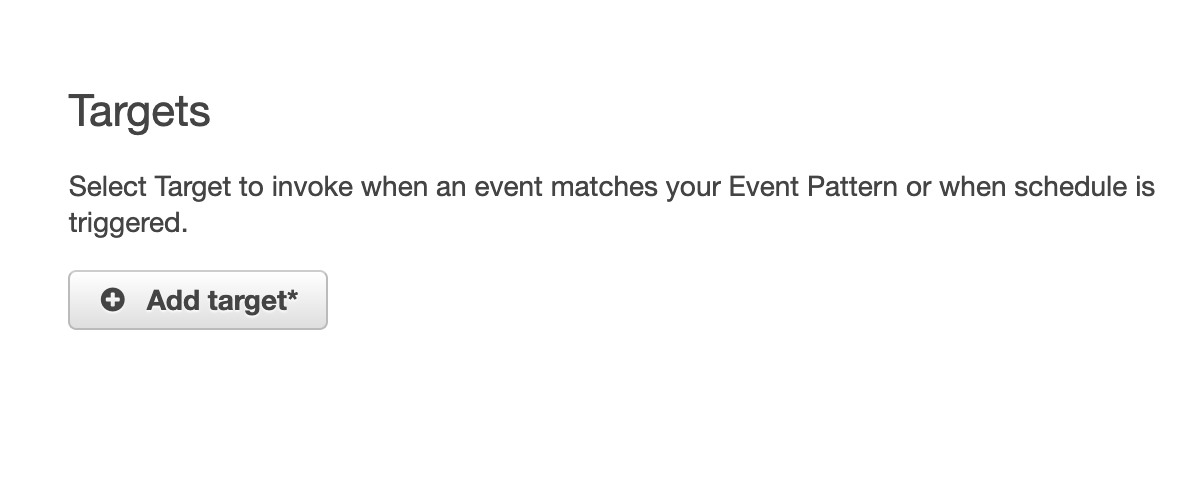 Targets
Select Target to invoke when an event matches your Event Pattern or when schedule is
triggered.
Add target*